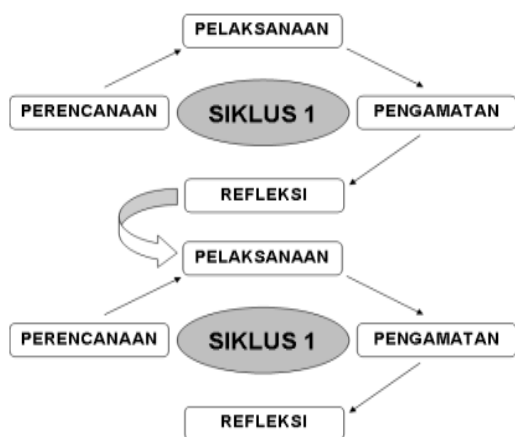 PELAKSANAAN
PERENCANAAN
SIKLUS 1
PENGAMATAN
REFLEKSI
PELAKSANAAN
PERENCANAAN
SIKLUS 1
PENGAMATAN
REFLEKSI